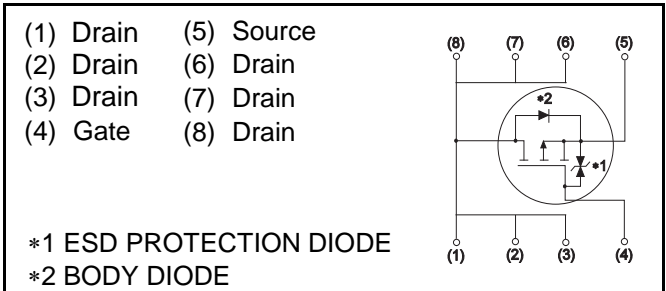 (1) Drain (5) Source
(2) Drain (6) Drain
(3) Drain (7) Drain
(4) Gate (8) Drain
∗1 ESD PROTECTION DIODE
∗2 BODY DIODE
(8) (7) (6) (5)
∗2
∗1
(1) (2) (3) (4)